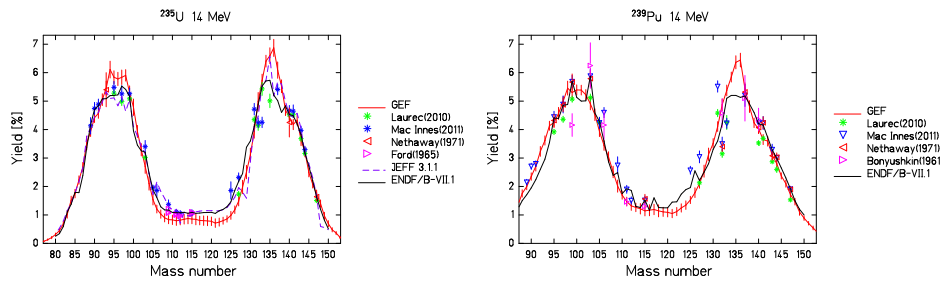 ²³⁵U 14 MeV
Yield [%]
7
6
5
4
3
2
1
0
80 85 90 95 100 105 110 115 120 125 130 135 140 145 150
Mass number
GEF
Laurec(2010)
Mac Innes(2011)
Nethaway(1971)
Ford(1965)
JEFF 3.1.1
ENDF/B-VII.1
²³⁹Pu 14 MeV
Yield [%]
7
6
5
4
3
2
1
0
90 95 100 105 110 115 120 125 130 135 140 145 150
Mass number
GEF
Laurec(2010)
Mac Innes(2011)
Nethaway(1971)
Bonyushkin(1961
ENDF/B-VII.1